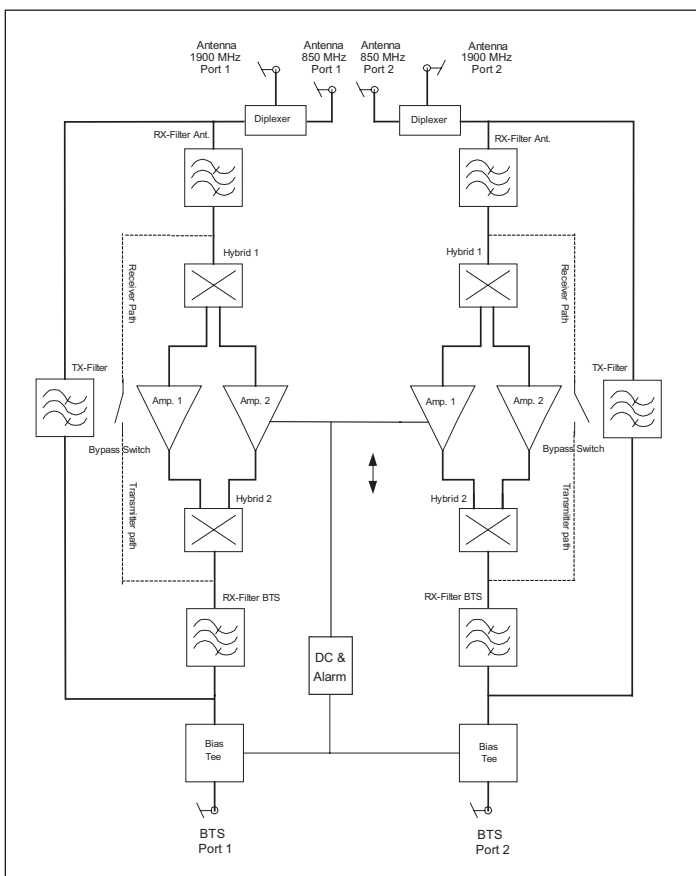 Antenna
1900 MHz
Port 1
Antenna
850 MHz
Port 1
Antenna
850 MHz
Port 2
Antenna
1900 MHz
Port 2
Diplexer
Diplexer
RX-Filter Ant.
RX-Filter Ant.
Hybrid 1
Hybrid 1
Receiver Path
Receiver Path
TX-Filter
TX-Filter
Amp. 1
Amp. 2
Amp. 1
Amp. 2
Bypass Switch
Bypass Switch
Transmitter path
Transmitter path
Hybrid 2
Hybrid 2
RX-Filter BTS
RX-Filter BTS
DC &
Alarm
Bias
Tee
Bias
Tee
BTS
Port 1
BTS
Port 2